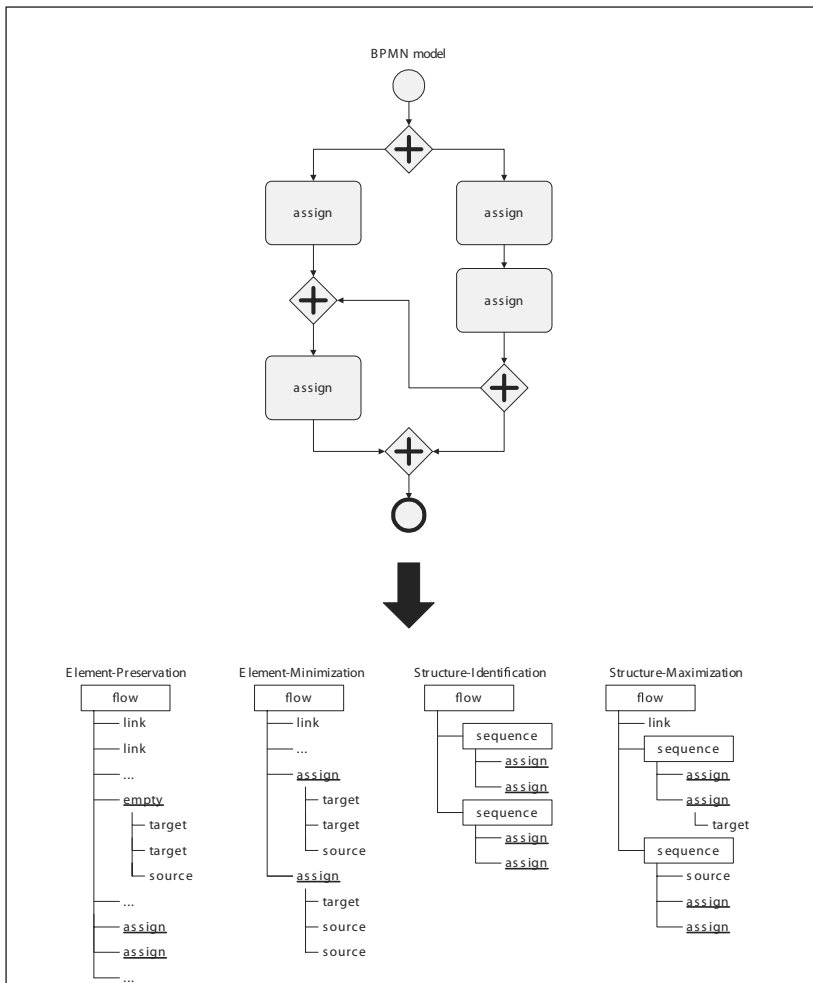 BPMN model
assign
assign
assign
assign
Element-Preservation
flow
link
link
...
empty
target
target
source
...
assign
assign
...
Element-Minimization
flow
link
...
assign
target
target
source
assign
target
source
source
Structure-Identification
flow
sequence
assign
assign
sequence
assign
assign
Structure-Maximization
flow
link
sequence
assign
assign
target
sequence
source
assign
assign